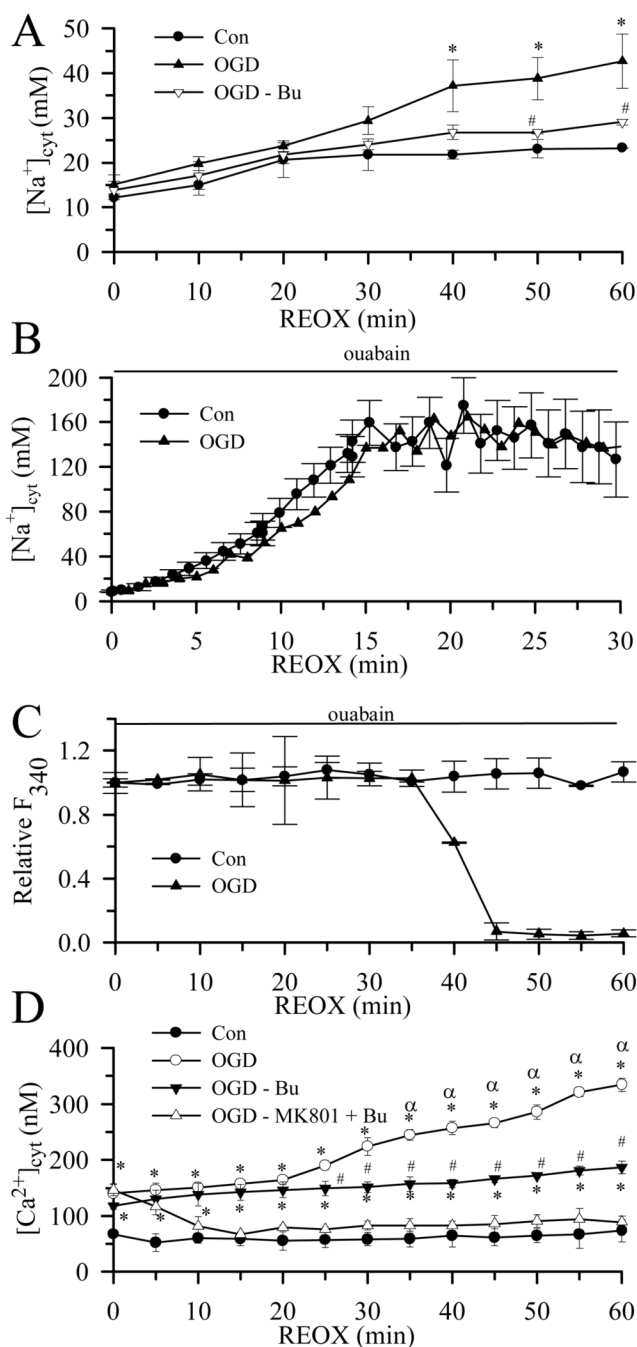 A
Con
OGD
OGD - Bu
[Na+]cyt (mM)
50
40
30
20
10
0
* * *
# #
0 10 20 30 40 50 60
REOX (min)
B
ouabain
Con
OGD
[Na+]cyt (mM)
200
160
120
80
40
0
0 5 10 15 20 25 30
REOX (min)
C
ouabain
Relative F340
1.2
0.8
0.4
0.0
Con
OGD
0 10 20 30 40 50 60
REOX (min)
D
Con
OGD
OGD - Bu
OGD - MK801 + Bu
[Ca2+]cyt (nM)
400
300
200
100
0
α α α α α α
* * * * * * * * * * * * *
# # # # # # # #
* * * * * * * * * * * * *
0 10 20 30 40 50 60
REOX (min)